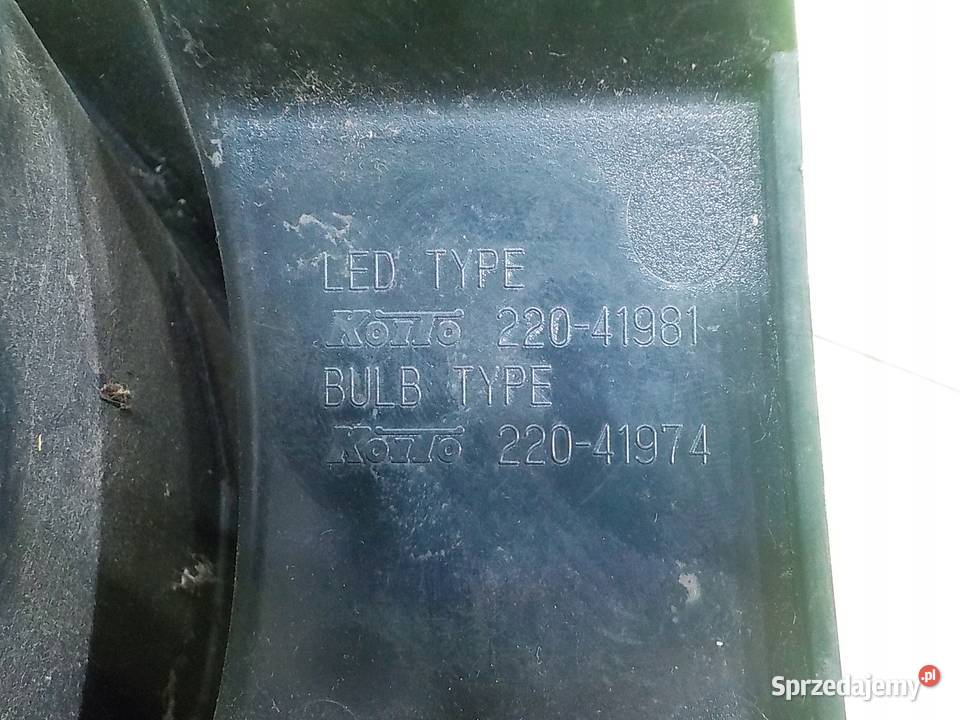 LED TYPE
KOITO 220-41981
BULB TYPE
KOITO 220-41974
Sprzedajemy.pl